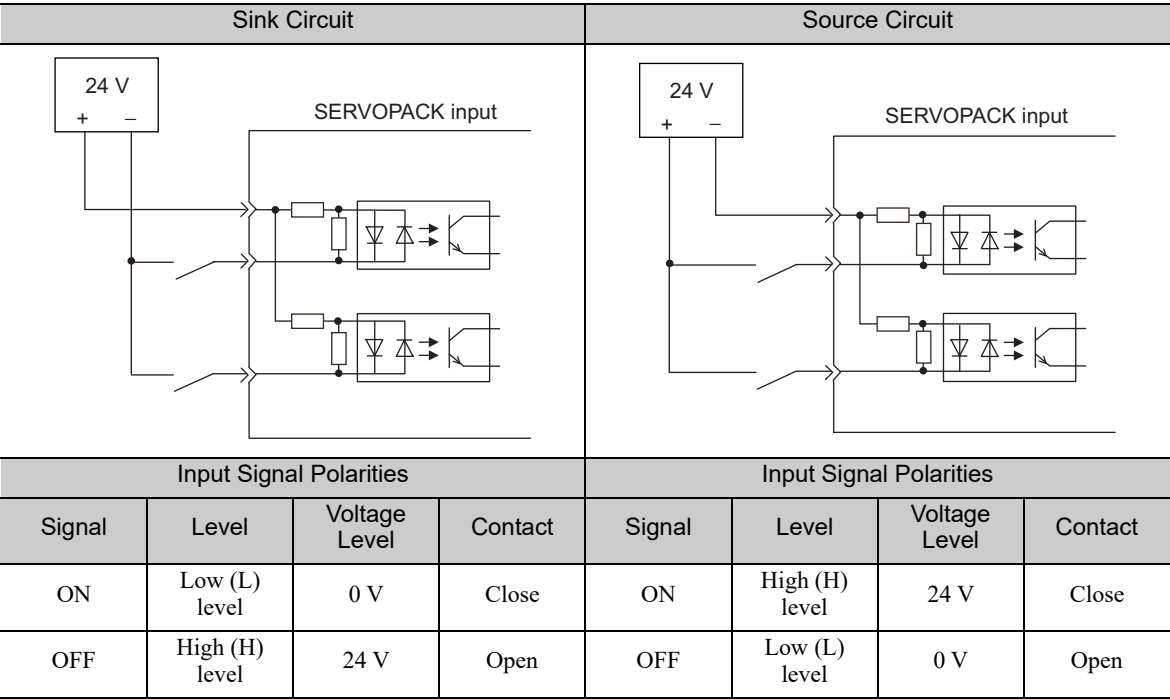 Sink Circuit
Source Circuit
24 V
+ –
SERVOPACK input
24 V
+ –
SERVOPACK input
Input Signal Polarities
Input Signal Polarities
Signal
Level
Voltage
Level
Contact
Signal
Level
Voltage
Level
Contact
ON
Low (L)
level
0 V
Close
ON
High (H)
level
24 V
Close
OFF
High (H)
level
24 V
Open
OFF
Low (L)
level
0 V
Open